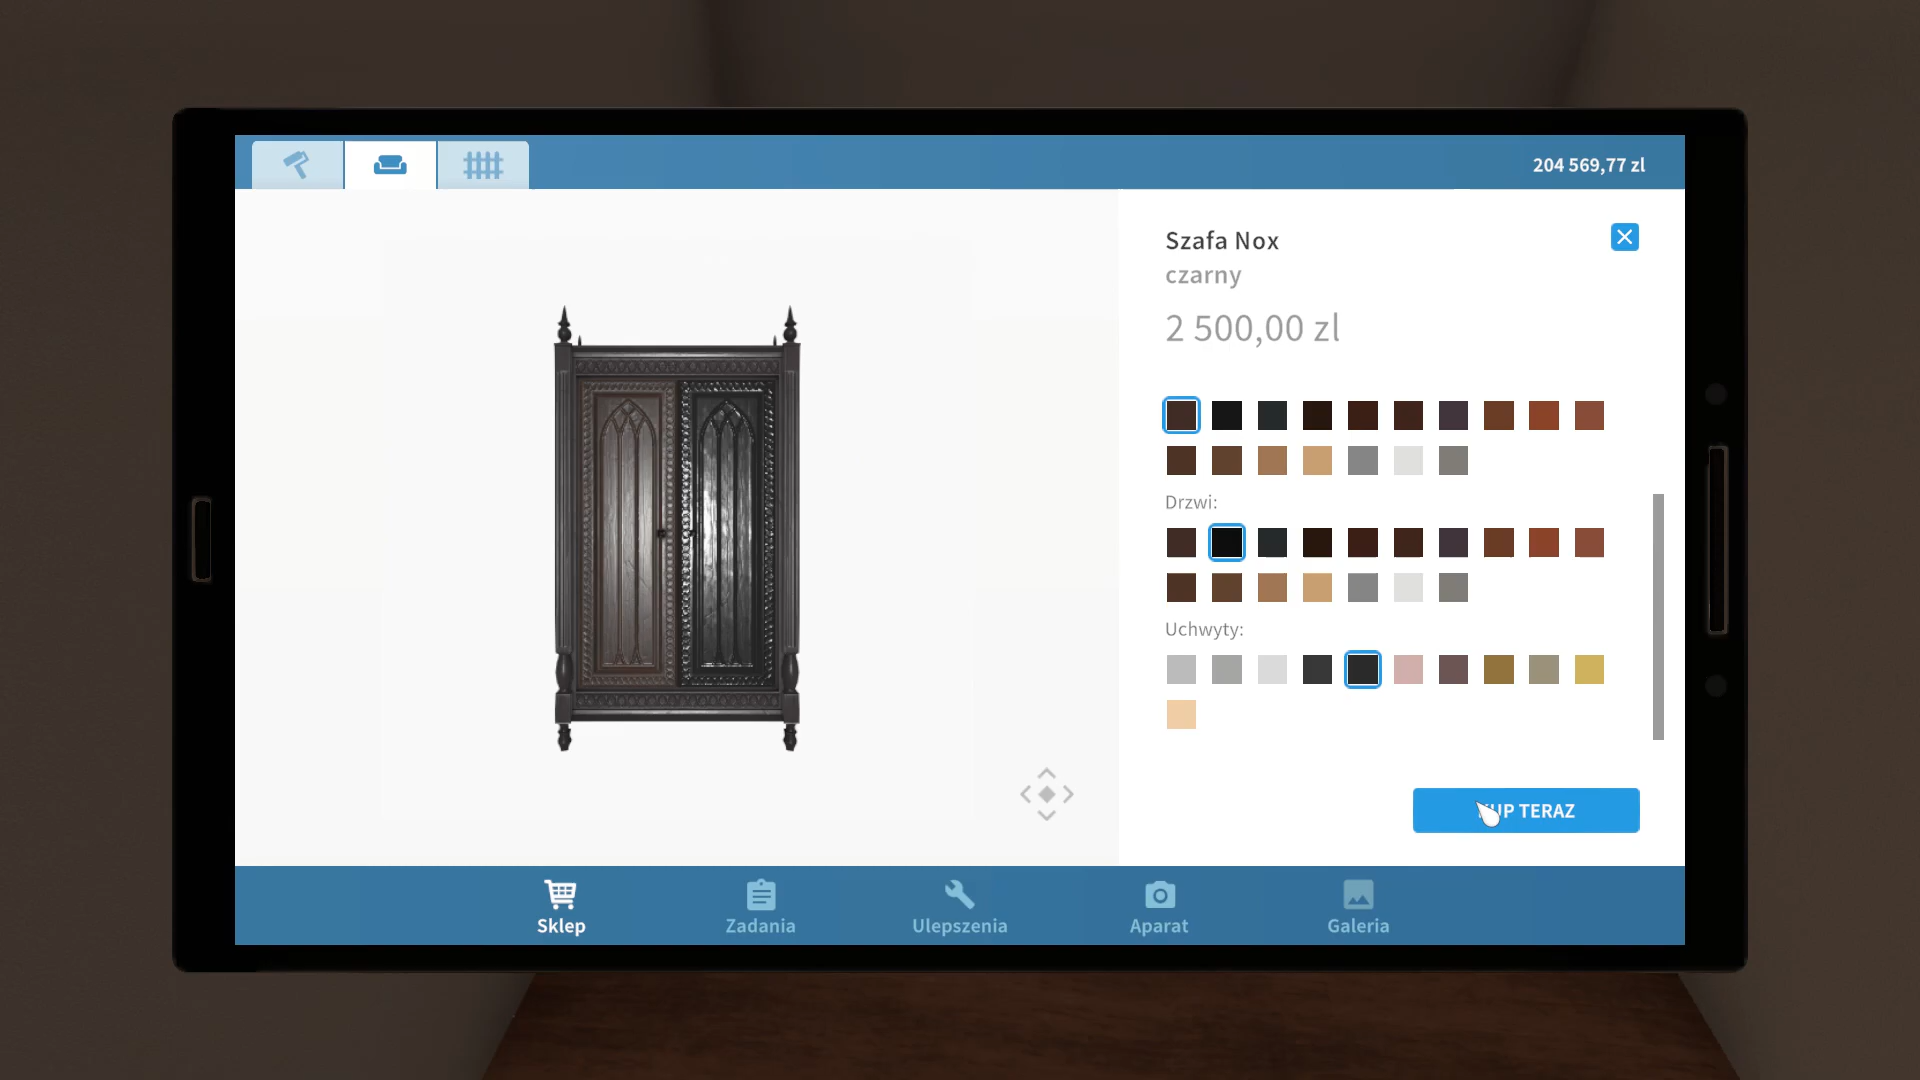 204 569,77 zl
Szafa Nox
czarny
2 500,00 zl
Drzwi:
Uchwyty:
TERAZ
Sklep
Zadania
Ulepszenia
Aparat
Galeria